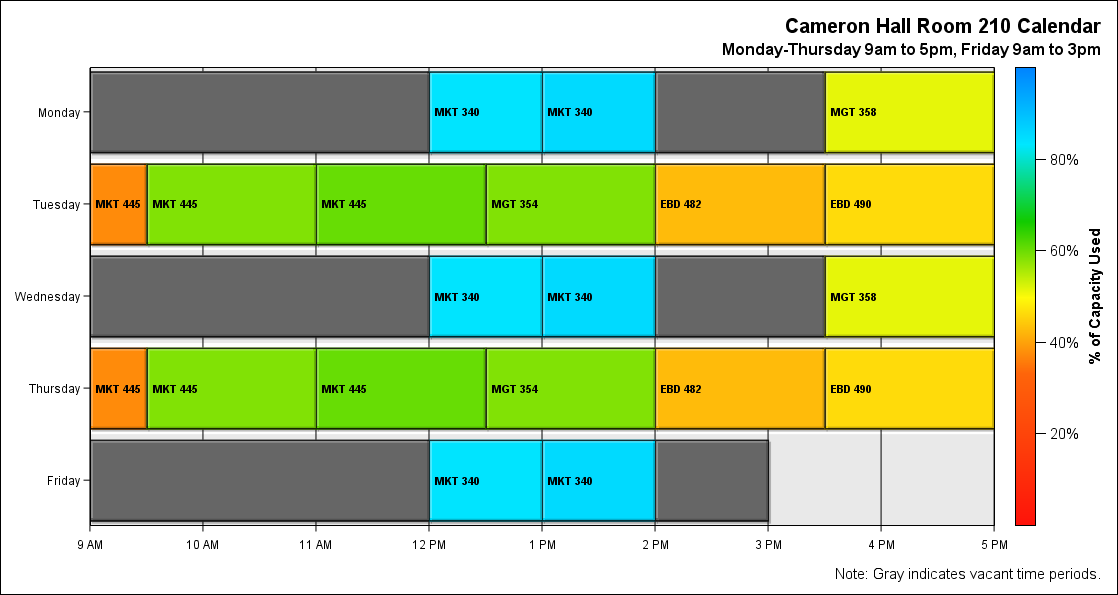 Cameron Hall Room 210 Calendar
Monday-Thursday 9am to 5pm, Friday 9am to 3pm
Monday
MKT 340
MKT 340
MGT 358
80%
Tuesday
MKT 445
MKT 445
MKT 445
MGT 354
EBD 482
EBD 490
60%
% of Capacity Used
Wednesday
MKT 340
MKT 340
MGT 358
40%
Thursday
MKT 445
MKT 445
MKT 445
MGT 354
EBD 482
EBD 490
20%
Friday
MKT 340
MKT 340
9 AM
10 AM
11 AM
12 PM
1 PM
2 PM
3 PM
4 PM
5 PM
Note: Gray indicates vacant time periods.